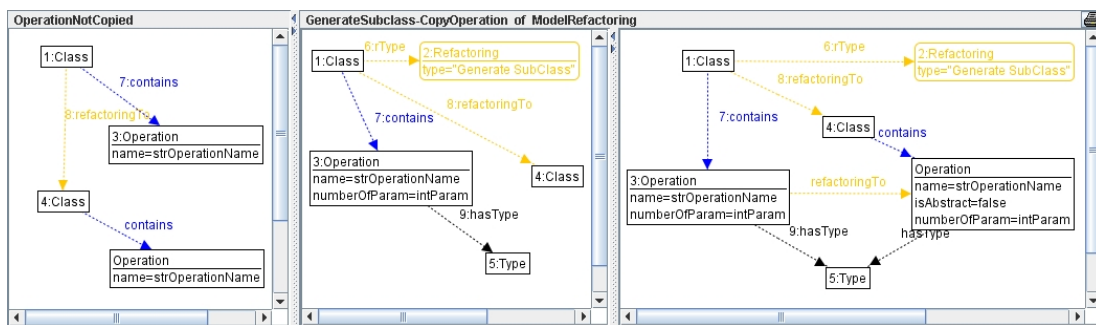 OperationNotCopied
1:Class
7:contains
8:refactoringTo
3:Operation
name=strOperationName
4:Class
contains
Operation
name=strOperationName
GenerateSubclass-CopyOperation of ModelRefactoring
6:rType
2:Refactoring
1:Class
type="Generate SubClass"
8:refactoringTo
7:contains
3:Operation
name=strOperationName
4:Class
numberOfParam=intParam
9:hasType
5:Type
6:rType
2:Refactoring
1:Class
type="Generate SubClass"
8:refactoringTo
7:contains
4:Class
contains
Operation
3:Operation
refactoringTo
name=strOperationName
name=strOperationName
isAbstract=false
numberOfParam=intParam
numberOfParam=intParam
9:hasType
hasType
5:Type